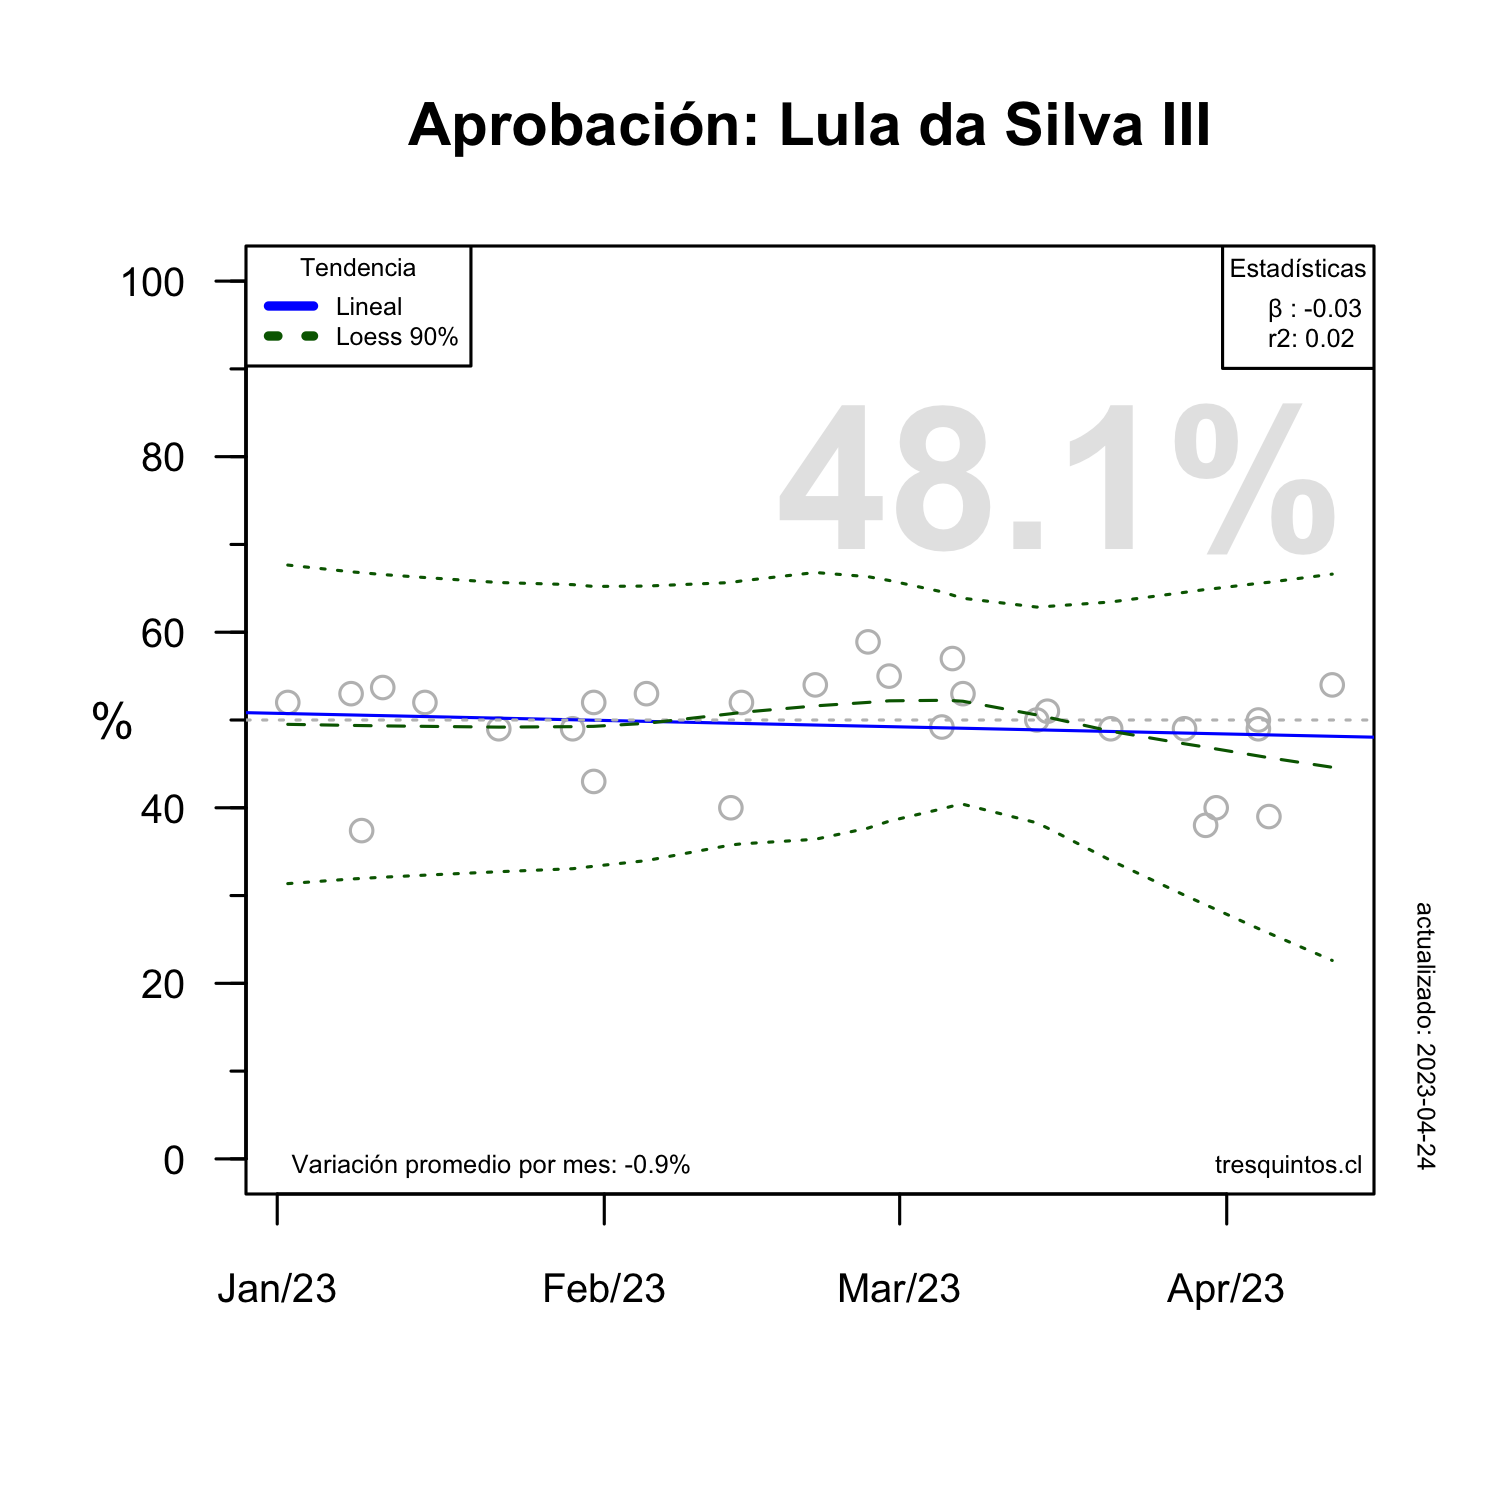 Aprobación: Lula da Silva III
Tendencia
Lineal
Loess 90%
Estadísticas
β : -0.03
r2: 0.02
48.1%
100
80
60
%
40
20
0
Variación promedio por mes: -0.9%
tresquintos.cl
actualizado: 2023-04-24
Jan/23
Feb/23
Mar/23
Apr/23